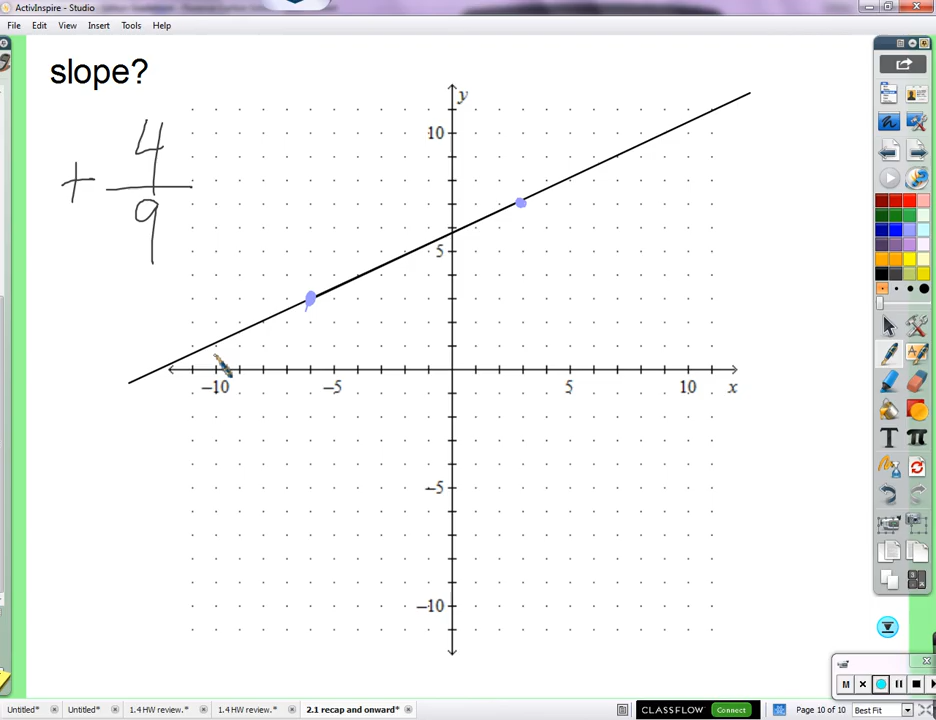 ActivInspire - Studio
File Edit View Insert Tools Help
slope?
+ 4
9
y
10
5
-10 -5 5 10 x
-5
-10
T π
M
Untitled* Untitled* 1.4 HW review.* 1.4 HW review.* 2.1 recap and onward* CLASSFLOW Connect Page 10 of 10 Best Fit